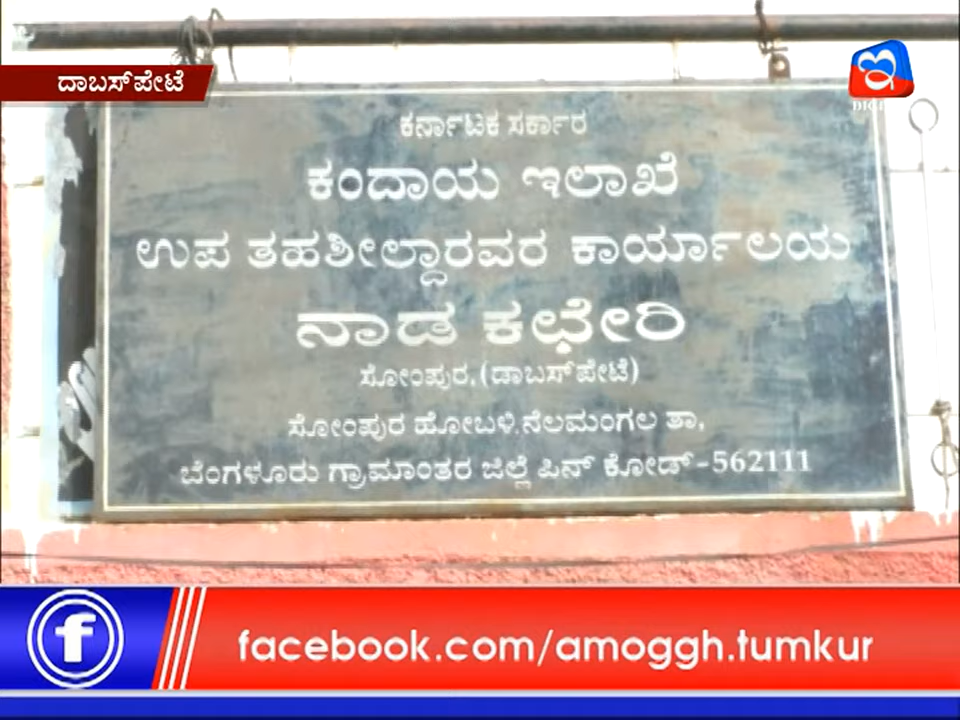 ದಾಬಸ್‌ಪೇಟೆ
ಇ
DIGI
ಕರ್ನಾಟಕ ಸರ್ಕಾರ
ಕಂದಾಯ ಇಲಾಖೆ
ಉಪ ತಹಶೀಲ್ದಾರವರ ಕಾರ್ಯಾಲಯ
ನಾಡ ಕಛೇರಿ
ಸೋಂಪುರ, (ಡಾಬಸ್‌ಪೇಟೆ)
ಸೋಂಪುರ ಹೋಬಳಿ, ನೆಲಮಂಗಲ ತಾ,
ಬೆಂಗಳೂರು ಗ್ರಾಮಾಂತರ ಜಿಲ್ಲೆ ಪಿನ್ ಕೋಡ್-562111
f facebook.com/amoggh.tumkur